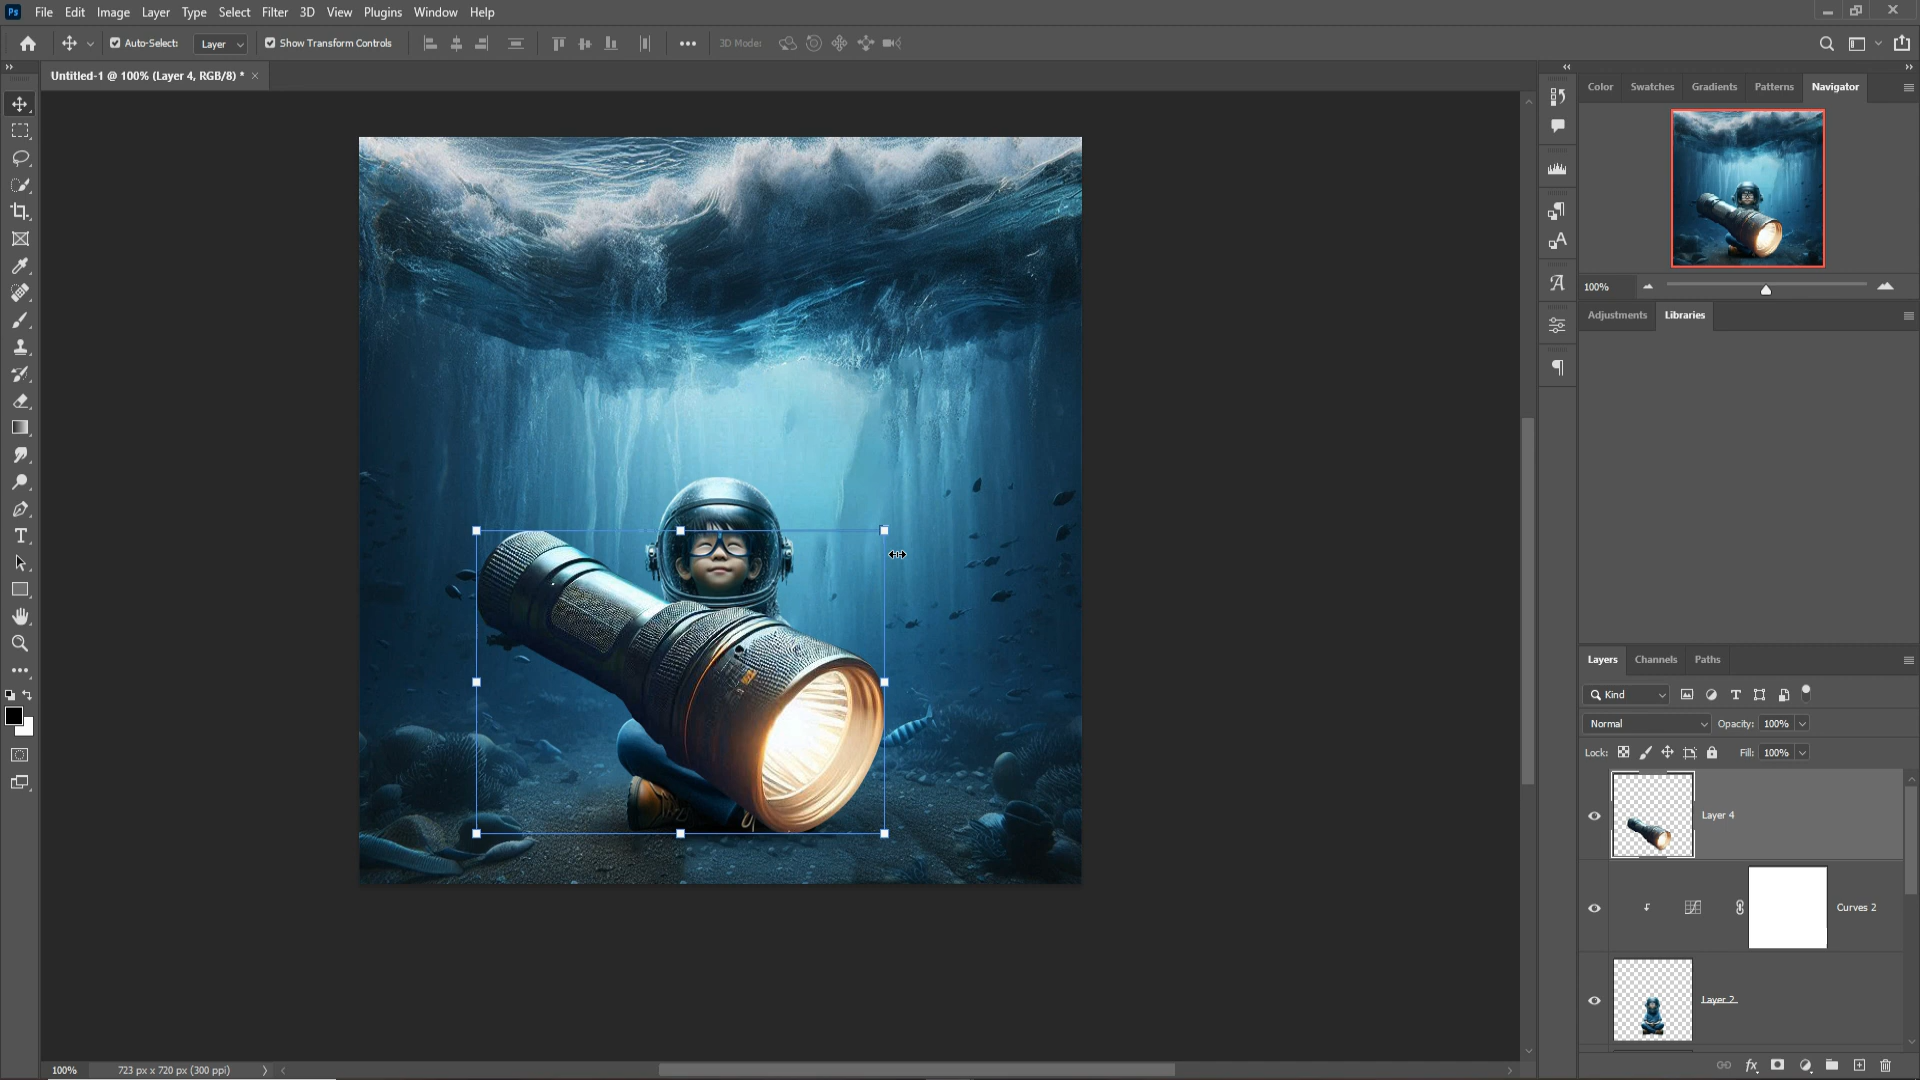 Ps File Edit Image Layer Type Select Filter 3D View Plugins Window Help
Auto-Select: Layer Show Transform Controls 3D Mode:
Untitled-1 @ 100% (Layer 4, RGB/8) *
Color Swatches Gradients Patterns Navigator
100%
Adjustments Libraries
Layers Channels Paths
Kind
Normal Opacity: 100%
Lock: Fill: 100%
Layer 4
Curves 2
Layer 2
100% 723 px x 720 px (300 ppi)